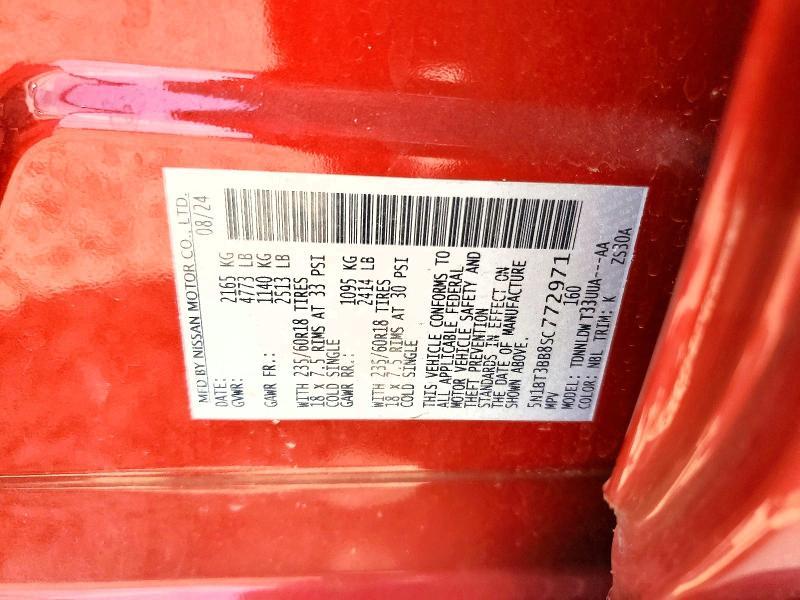 MFD BY NISSAN MOTOR CO., LTD.
DATE: 08/24
GVWR: 2165 KG
4773 LB
GAWR FR.: 1140 KG
2513 LB
WITH 235/60R18 TIRES
18 X 7.5 RIMS AT 33 PSI
COLD SINGLE
GAWR RR.: 1095 KG
2414 LB
WITH 235/60R18 TIRES
18 X 7.5 RIMS AT 30 PSI
COLD SINGLE
THIS VEHICLE CONFORMS TO
ALL APPLICABLE FEDERAL
MOTOR VEHICLE SAFETY AND
THEFT PREVENTION
STANDARDS IN EFFECT ON
THE DATE OF MANUFACTURE
SHOWN ABOVE.
5N1BT3BB8SC772971
MPV 160
MODEL: TDNNLDW T33UUA----AA
COLOR: NBL TRIM: K ZS30A